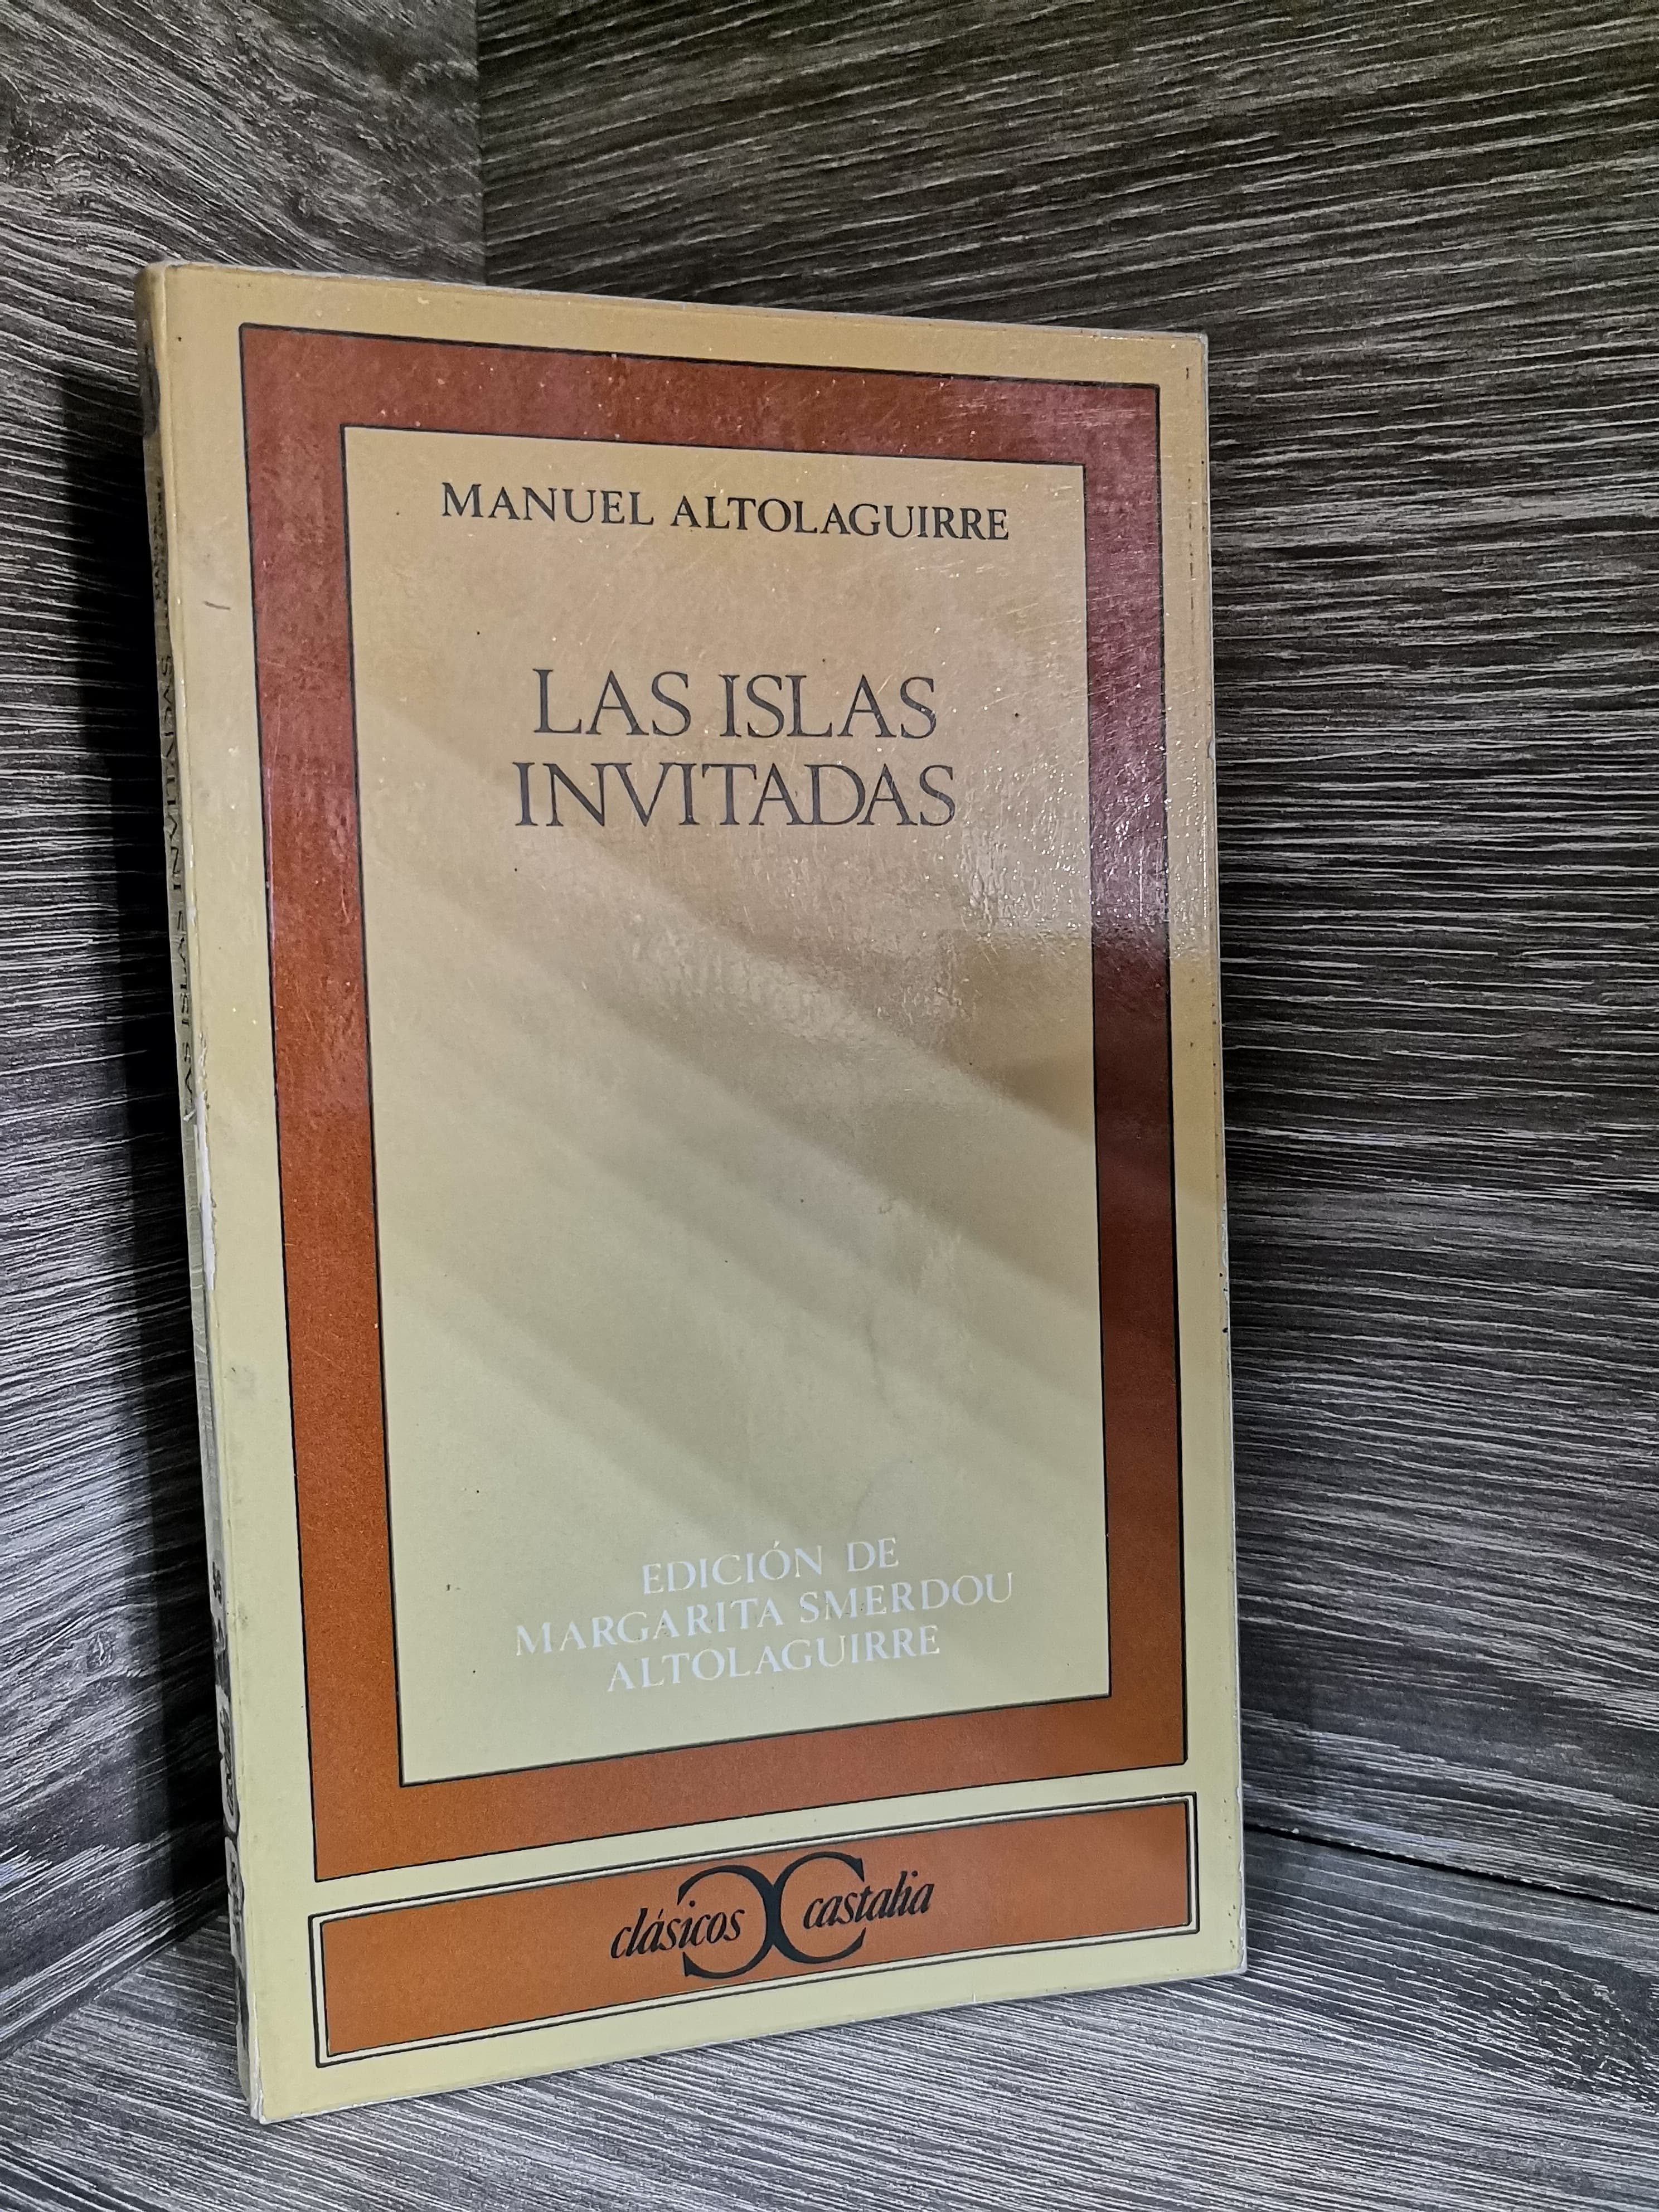 MANUEL ALTOLAGUIRRE
LAS ISLAS
INVITADAS
EDICIÓN DE
MARGARITA SMERDOU
ALTOLAGUIRRE
clásicos castalia
LAS ISLAS INVITADAS